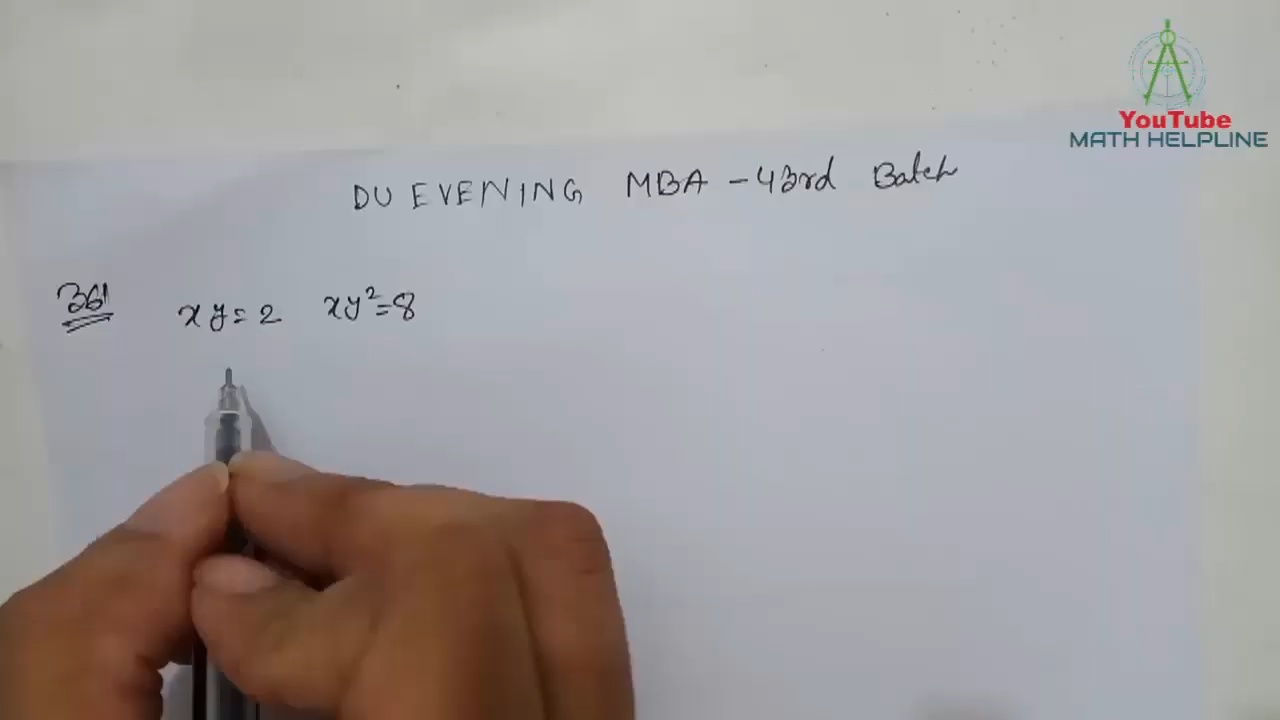 YouTube
MATH HELPLINE
DU EVENING MBA - 43rd Batch
361
xy = 2 xy² = 8